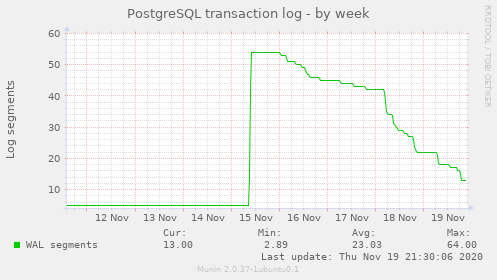 PostgreSQL transaction log - by week
RRDTOOL / TOBI OETIKER
Log segments
60
50
40
30
20
10
12 Nov 13 Nov 14 Nov 15 Nov 16 Nov 17 Nov 18 Nov 19 Nov
Cur: Min: Avg: Max:
WAL segments 13.00 2.89 23.03 64.00
Last update: Thu Nov 19 21:30:06 2020
Munin 2.0.37-1ubuntu0.1